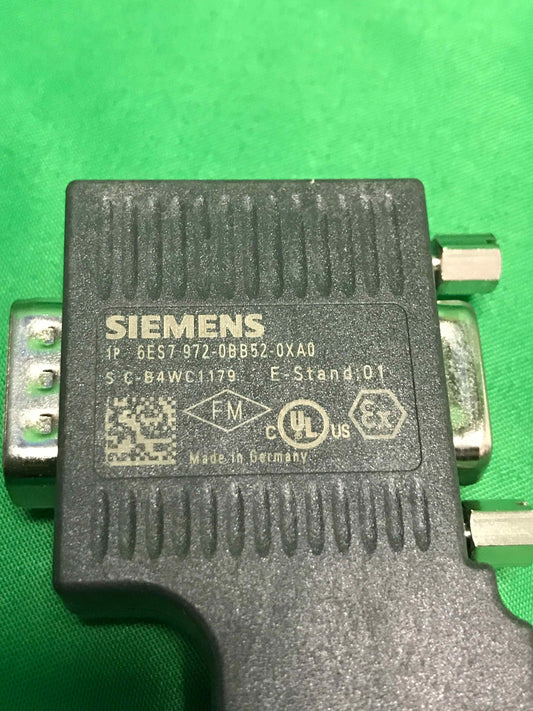 SIEMENS
1P 6ES7 972-0BB52-0XA0
S C-B4WC1179 E-Stand:01
FM C UL US Ex
Made in Germany